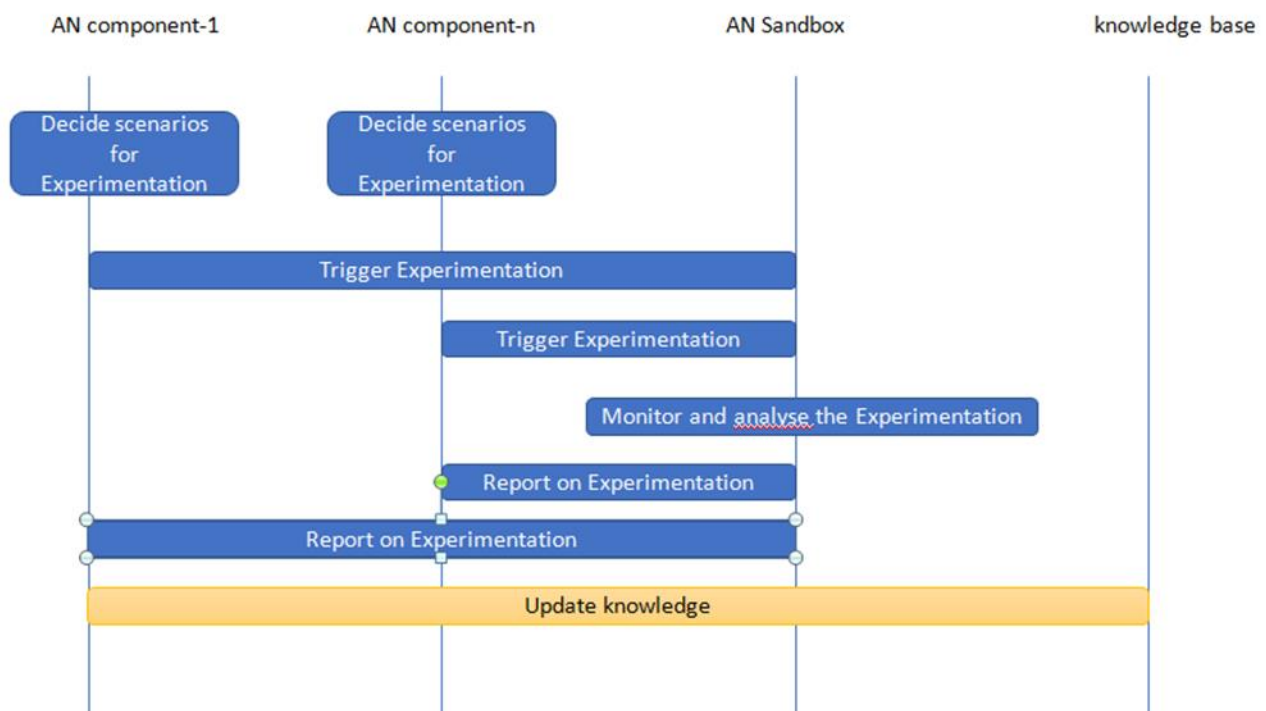 AN component-1
AN component-n
AN Sandbox
knowledge base
Decide scenarios
for
Experimentation
Decide scenarios
for
Experimentation
Trigger Experimentation
Trigger Experimentation
Monitor and analyse the Experimentation
Report on Experimentation
Report on Experimentation
Update knowledge